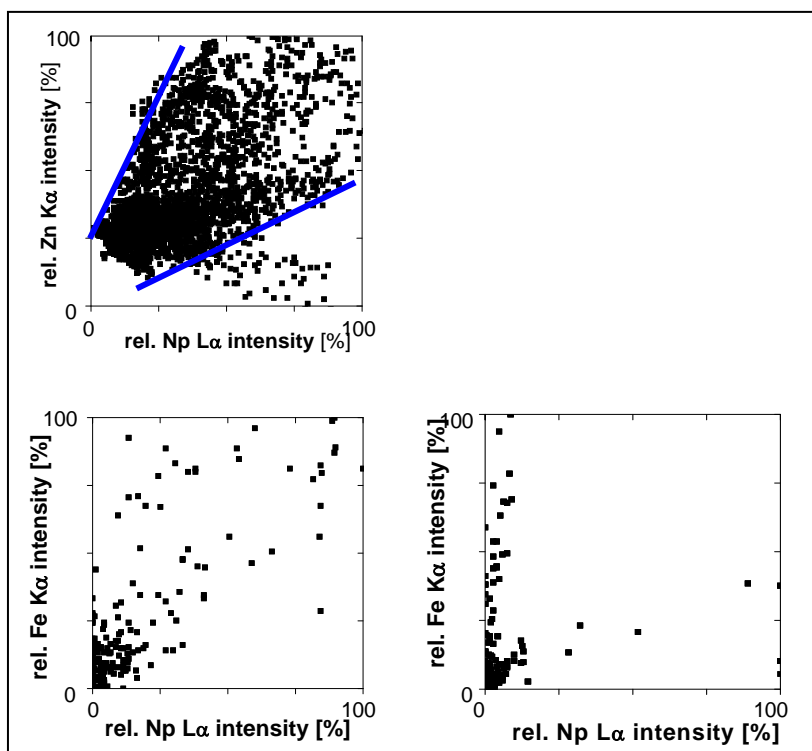 100
rel. Zn Kα intensity [%]
0
0
100
rel. Np Lα intensity [%]
100
rel. Fe Kα intensity [%]
0
0
100
rel. Np Lα intensity [%]
100
rel. Fe Kα intensity [%]
0
0
100
rel. Np Lα intensity [%]